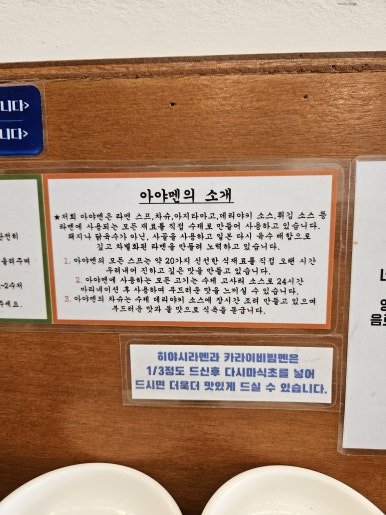 니다>
니다>
아야멘의 소개
★저희 아야멘은 라멘 스프,차슈,아지타마고,데리야키 소스,튀김 소스 등
라멘에 사용되는 모든 재료를 직접 수제로 만들어 사용하고 있습니다.
돼지나 닭육수가 아닌, 사골을 사용하고 일본 다시 육수 배합으로
깊고 차별화된 라멘을 만들려 노력하고 있습니다.
1. 아야멘의 모든 스프는 약 20가지 신선한 식재료를 직접 오랜 시간
우려내어 진하고 깊은 맛을 만들고 있습니다.
2. 아야멘에 사용하는 모든 고기는 수제 고사리 소스로 24시간
마리네이션 후 사용하여 부드러운 맛을 느끼실 수 있습니다.
3. 아야멘의 차슈는 수제 데리야끼 소스에 장시간 조려 만들고 있으며
부드러운 맛과 불 맛으로 식욕을 돋굽니다.
히야시라멘과 카라이비빔멘은
1/3정도 드신후 다시마식초를 넣어
드시면 더욱더 맛있게 드실 수 있습니다.